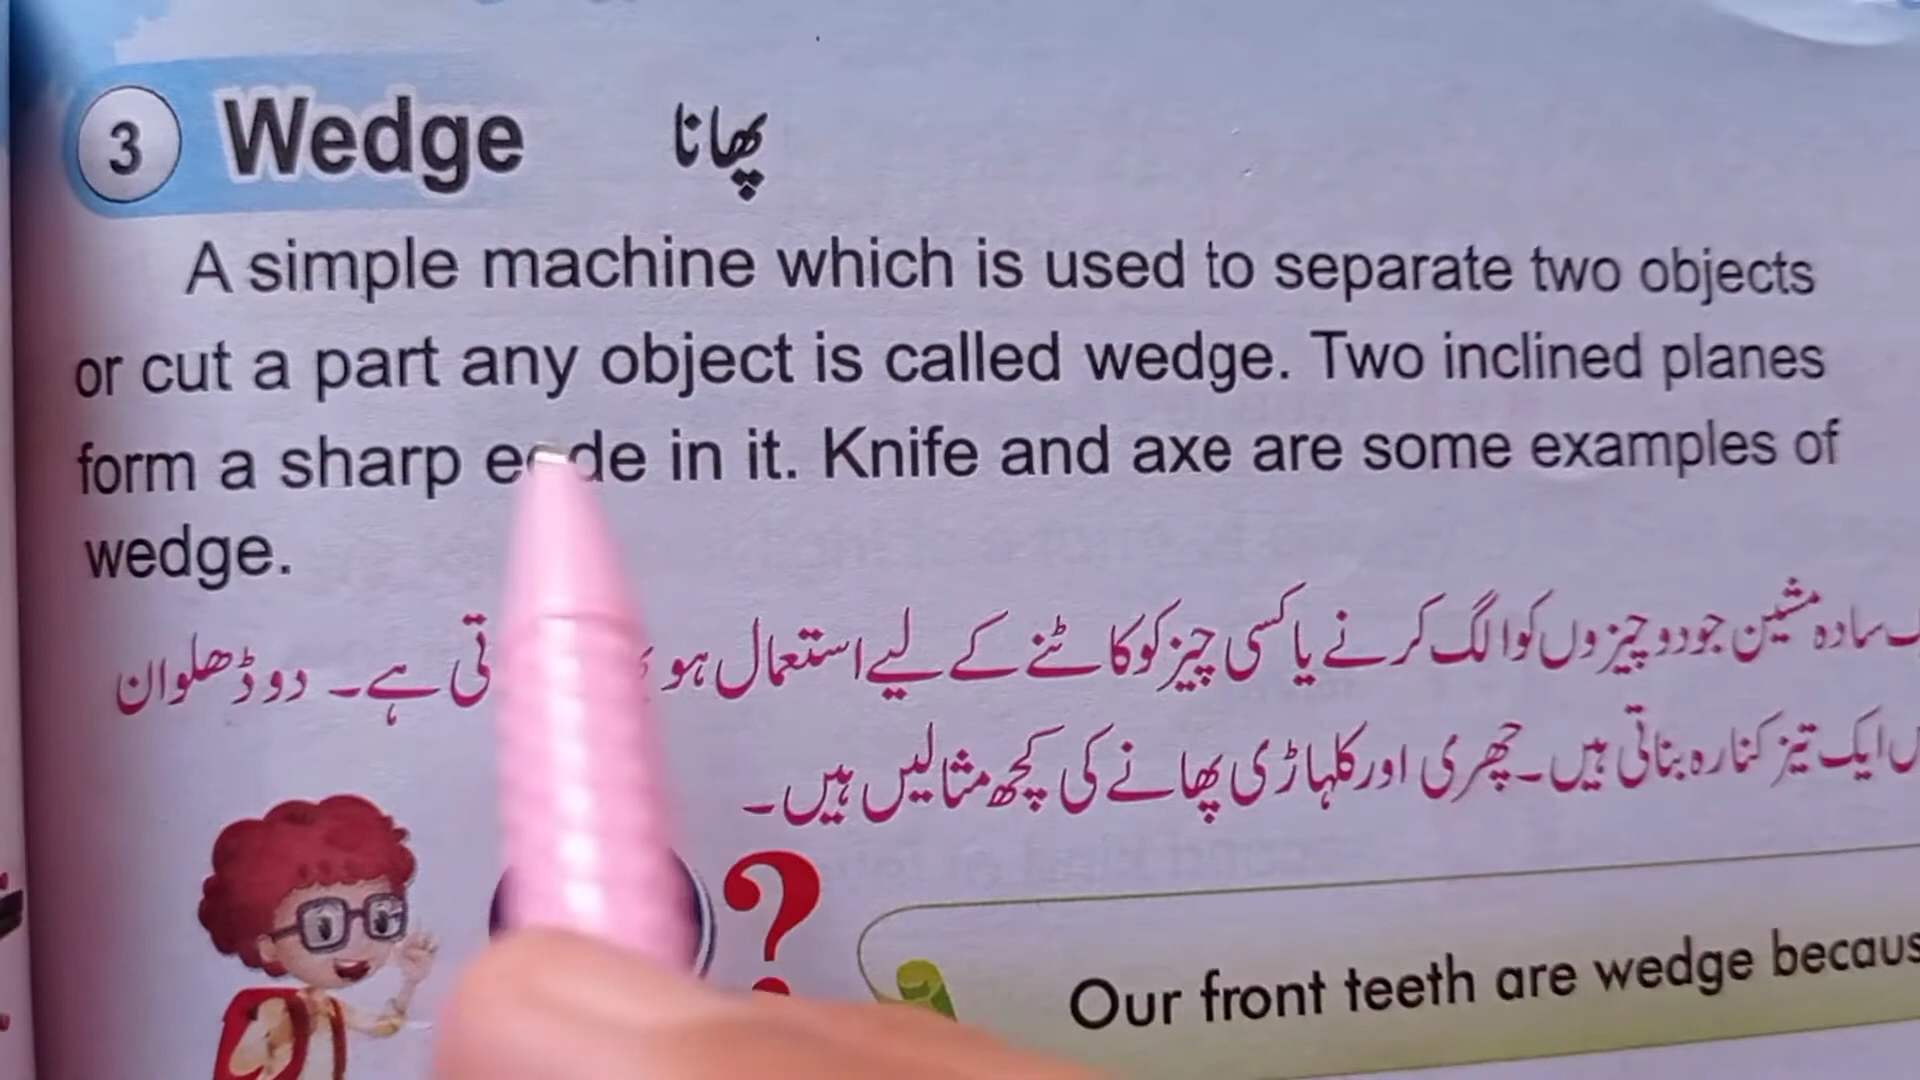 3 Wedge پھانا
A simple machine which is used to separate two objects
or cut a part any object is called wedge. Two inclined planes
form a sharp in it. Knife and axe are some examples of
wedge.
سادہ مشین جو دو چیزوں کو الگ کرنے یا کسی چیز کو کاٹنے کے لیے استعمال ہو تی ہے۔ دو ڈھلوان
ایک تیز کنارہ بناتی ہیں۔ چھری اور کلہاڑی پھانے کی کچھ مثالیں ہیں۔
?
Our front teeth are wedge